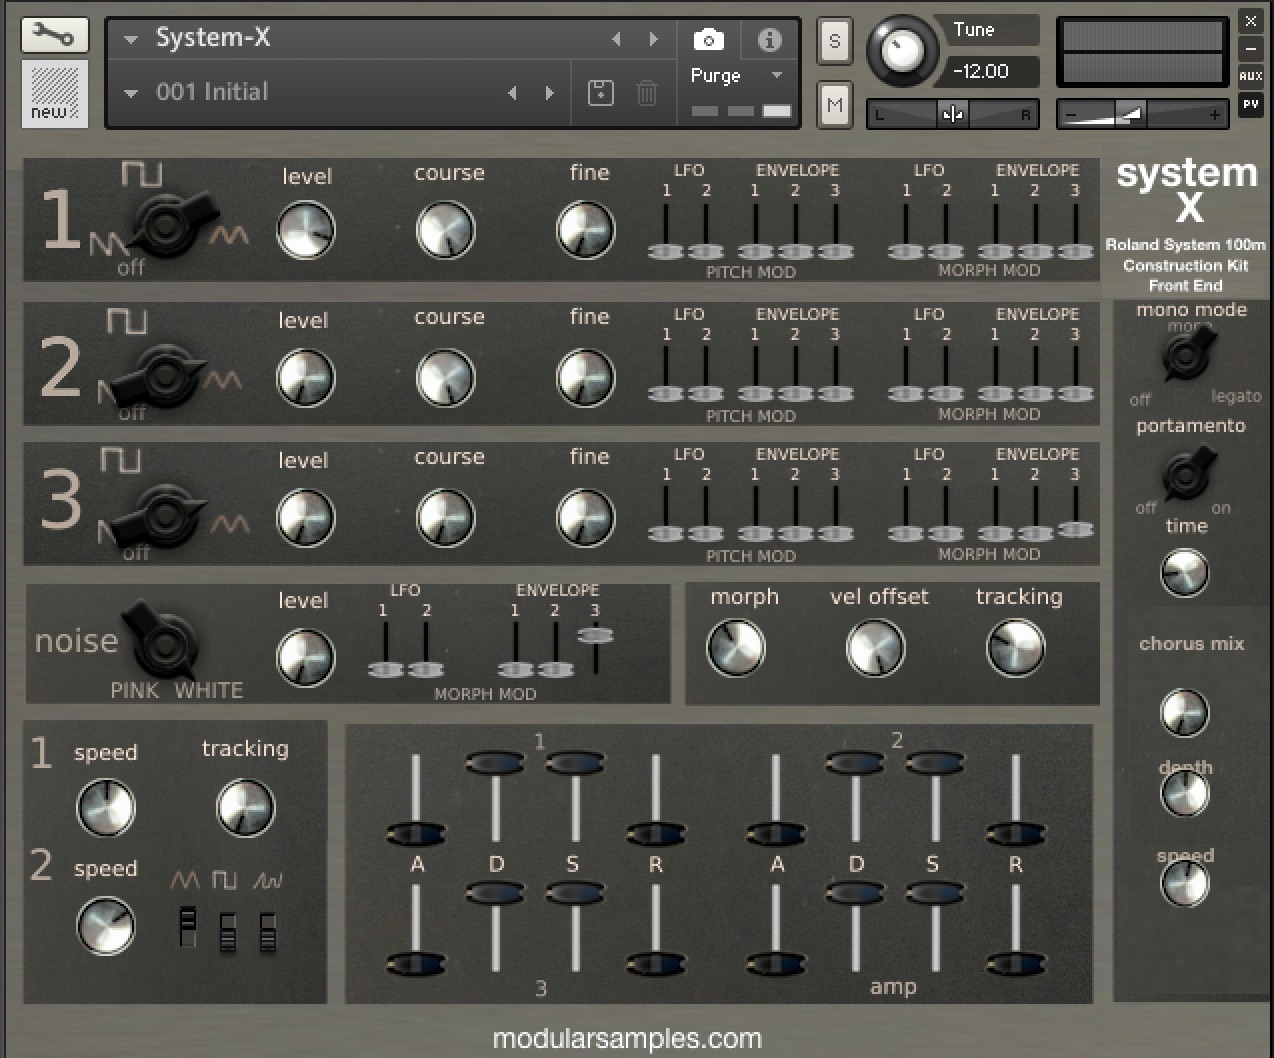 System-X
S
Tune
new
001 Initial
Purge
M
-12.00
L R
- +
X
-
AUX
PV
1
off
level course fine
LFO ENVELOPE LFO ENVELOPE
1 2 1 2 3 1 2 1 2 3
PITCH MOD MORPH MOD
system
X
Roland System 100m
Construction Kit
Front End
2
off
level course fine
LFO ENVELOPE LFO ENVELOPE
1 2 1 2 3 1 2 1 2 3
PITCH MOD MORPH MOD
mono mode
mono
off legato
portamento
off on
time
3
off
level course fine
LFO ENVELOPE LFO ENVELOPE
1 2 1 2 3 1 2 1 2 3
PITCH MOD MORPH MOD
noise
PINK WHITE
level
LFO ENVELOPE
1 2 1 2 3
MORPH MOD
morph vel offset tracking
chorus mix
depth
speed
1 speed tracking
2 speed
1 2
A D S R A D S R
3 amp
modularsamples.com